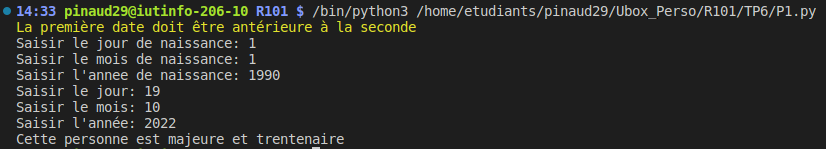 14:33 pinaud29@iutinfo-206-10 R101 $ /bin/python3 /home/etudiants/pinaud29/Ubox_Perso/R101/TP6/P1.py
La première date doit être antérieure à la seconde
Saisir le jour de naissance: 1
Saisir le mois de naissance: 1
Saisir l'annee de naissance: 1990
Saisir le jour: 19
Saisir le mois: 10
Saisir l'année: 2022
Cette personne est majeure et trentenaire